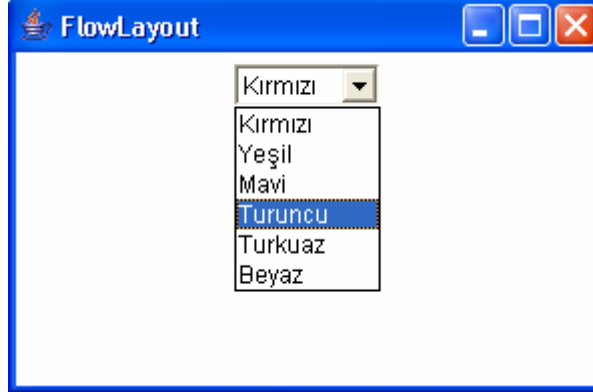 FlowLayout
Kırmızı
Kırmızı
Yeşil
Mavi
Turuncu
Turkuaz
Beyaz